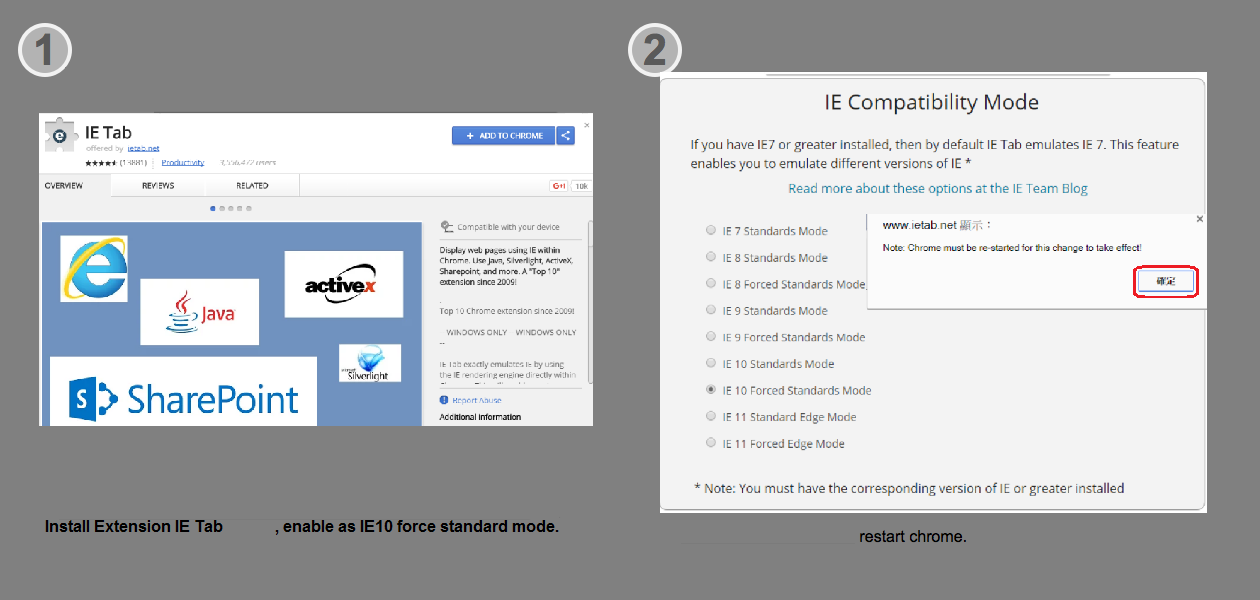 1
IE Tab
offered by ietab.net
(13881) Productivity 3,556,472 users
+ ADD TO CHROME
OVERVIEW REVIEWS RELATED
G+1 10k
e
Java
activex
SharePoint
Microsoft Silverlight
Compatible with your device
Display web pages using IE within
Chrome. Use Java, Silverlight, ActiveX,
Sharepoint, and more. A "Top 10"
extension since 2009!
Top 10 Chrome extension since 2009!
WINDOWS ONLY -- WINDOWS ONLY
--
IE Tab exactly emulates IE by using
the IE rendering engine directly within
Report Abuse
Additional Information
Install Extension IE Tab , enable as IE10 force standard mode.
2
IE Compatibility Mode
If you have IE7 or greater installed, then by default IE Tab emulates IE 7. This feature
enables you to emulate different versions of IE *
Read more about these options at the IE Team Blog
IE 7 Standards Mode
IE 8 Standards Mode
IE 8 Forced Standards Mode
IE 9 Standards Mode
IE 9 Forced Standards Mode
IE 10 Standards Mode
IE 10 Forced Standards Mode
IE 11 Standard Edge Mode
IE 11 Forced Edge Mode
www.ietab.net 顯示：
Note: Chrome must be re-started for this change to take effect!
確定
* Note: You must have the corresponding version of IE or greater installed
restart chrome.